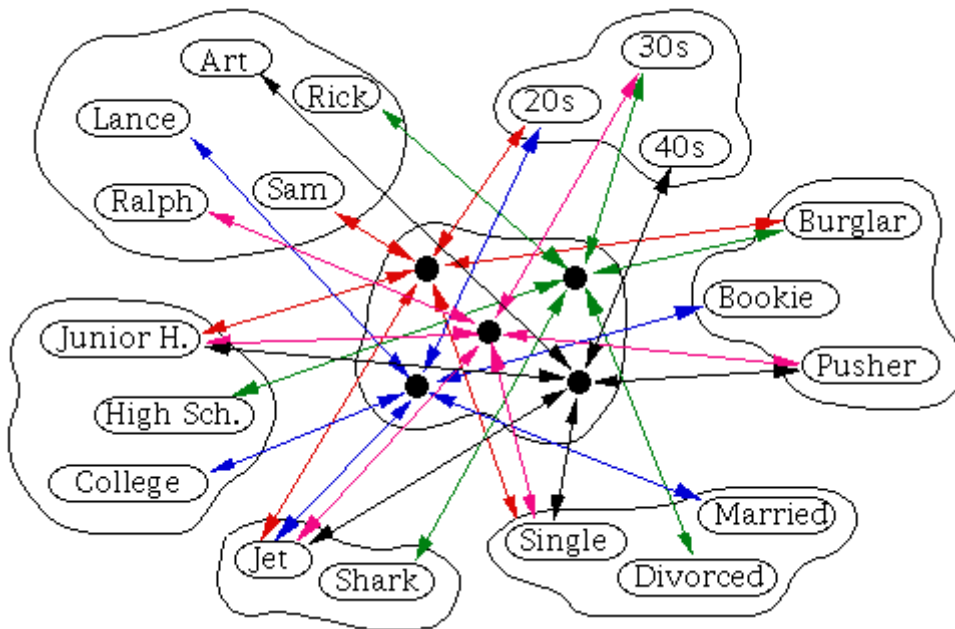 Art
Rick
Lance
Ralph
Sam
20s
30s
40s
Burglar
Bookie
Pusher
Junior H.
High Sch.
College
Jet
Shark
Single
Married
Divorced